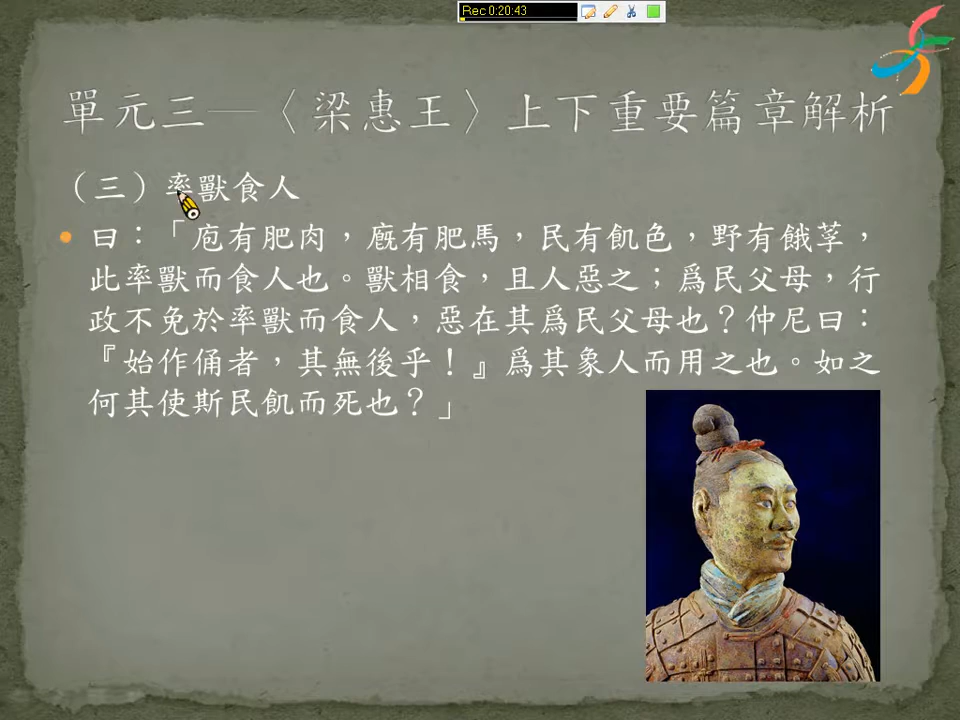 Rec 0:20:43
單元三—〈梁惠王〉上下重要篇章解析
（三）率獸食人
曰：「庖有肥肉，廄有肥馬，民有飢色，野有餓莩，
此率獸而食人也。獸相食，且人惡之；爲民父母，行
政不免於率獸而食人，惡在其爲民父母也？仲尼曰：
『始作俑者，其無後乎！』爲其象人而用之也。如之
何其使斯民飢而死也？」